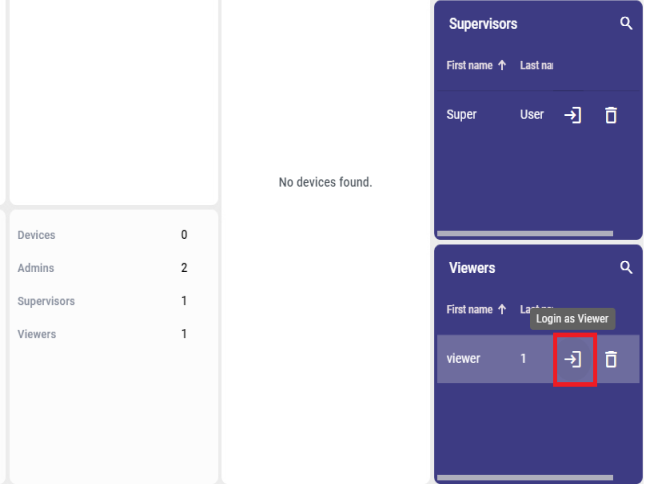 Supervisors
First name ↑ Last na
Super User
No devices found.
Devices 0
Admins 2
Supervisors 1
Viewers 1
Viewers
First name ↑ Last
Login as Viewer
viewer 1